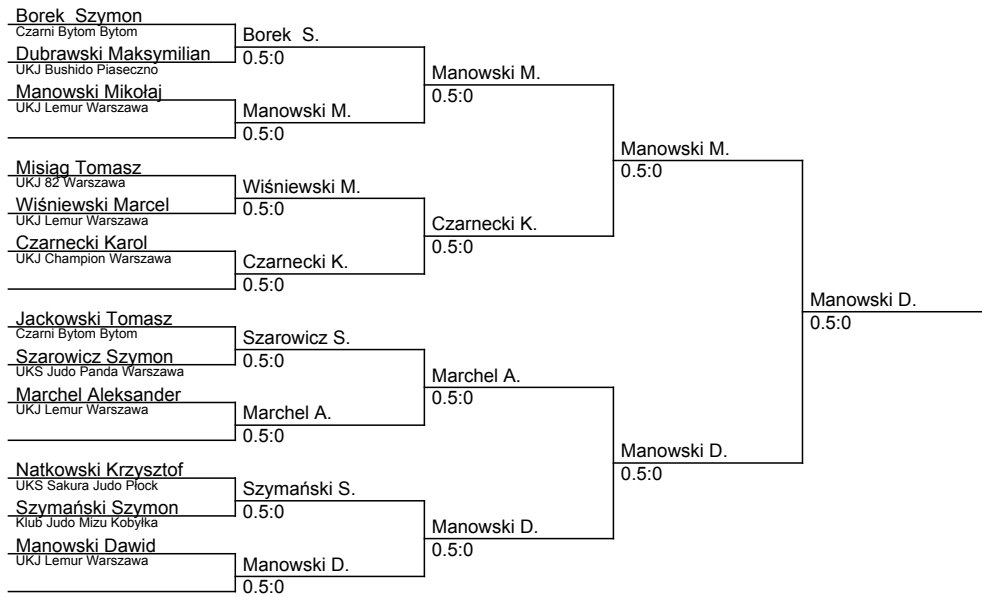 Borek  Szymon
Czarni Bytom Bytom
Borek  S.
0.5:0
Dubrawski Maksymilian
UKJ Bushido Piaseczno
Manowski M.
0.5:0
Manowski Mikołaj
UKJ Lemur Warszawa
Manowski M.
0.5:0
Manowski M.
0.5:0
Misiąg Tomasz
UKJ 82 Warszawa
Wiśniewski M.
0.5:0
Wiśniewski Marcel
UKJ Lemur Warszawa
Czarnecki K.
0.5:0
Czarnecki Karol
UKJ Champion Warszawa
Czarnecki K.
0.5:0
Manowski D.
0.5:0
Jackowski Tomasz
Czarni Bytom Bytom
Szarowicz S.
0.5:0
Szarowicz Szymon
UKS Judo Panda Warszawa
Marchel A.
0.5:0
Marchel Aleksander
UKJ Lemur Warszawa
Marchel A.
0.5:0
Manowski D.
0.5:0
Natkowski Krzysztof
UKS Sakura Judo Płock
Szymański S.
0.5:0
Szymański Szymon
Klub Judo Mizu Kobyłka
Manowski D.
0.5:0
Manowski Dawid
UKJ Lemur Warszawa
Manowski D.
0.5:0